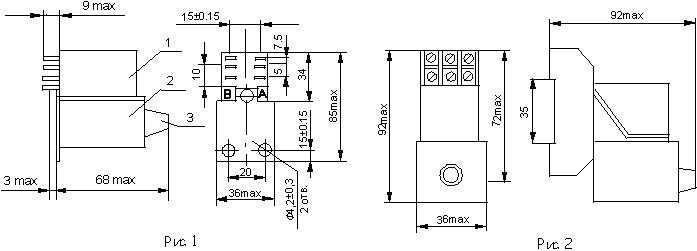 9 max
1
2
3
3 max
68 max
15±0.15
7.5
10
5
34
85max
В
А
15±0.15
20
36max
Ф4,2±0,3
2 отв.
Рис. 1
92max
72max
36max
92max
35
Рис. 2